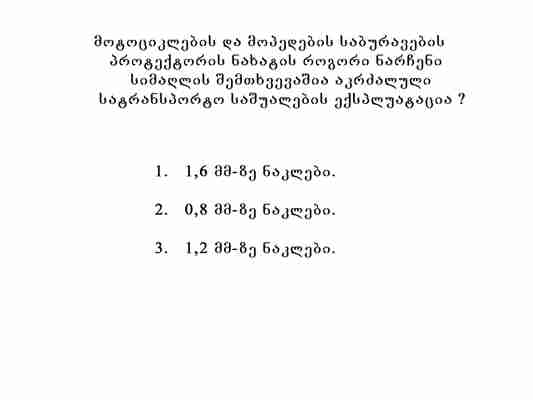 მოტოციკლების და მოპედების საბურავების
პროტექტორის ნახატის როგორი ნარჩენი
სიმაღლის შემთხვევაშია აკრძალული
სატრანსპორტო საშუალების ექსპლუატაცია ?
1. 1,6 მმ-ზე ნაკლები.
2. 0,8 მმ-ზე ნაკლები.
3. 1,2 მმ-ზე ნაკლები.